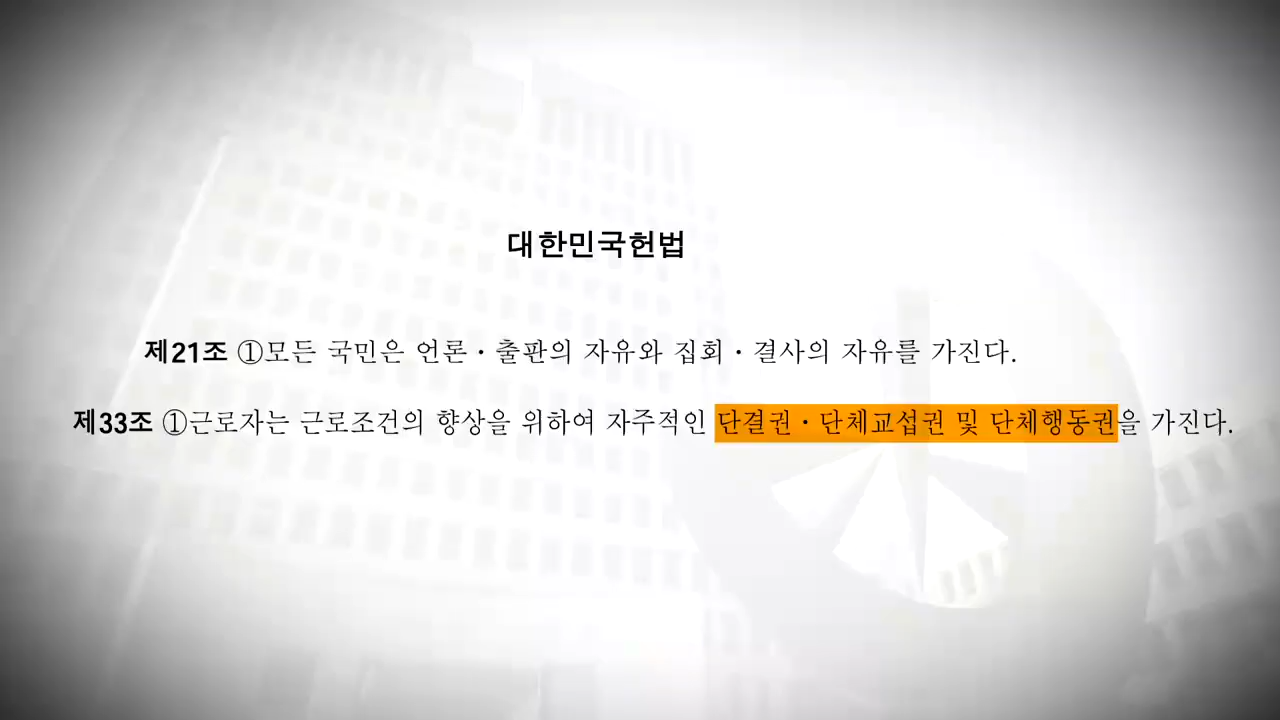 대한민국헌법
제21조 ①모든 국민은 언론·출판의 자유와 집회·결사의 자유를 가진다.
제33조 ①근로자는 근로조건의 향상을 위하여 자주적인 단결권·단체교섭권 및 단체행동권을 가진다.